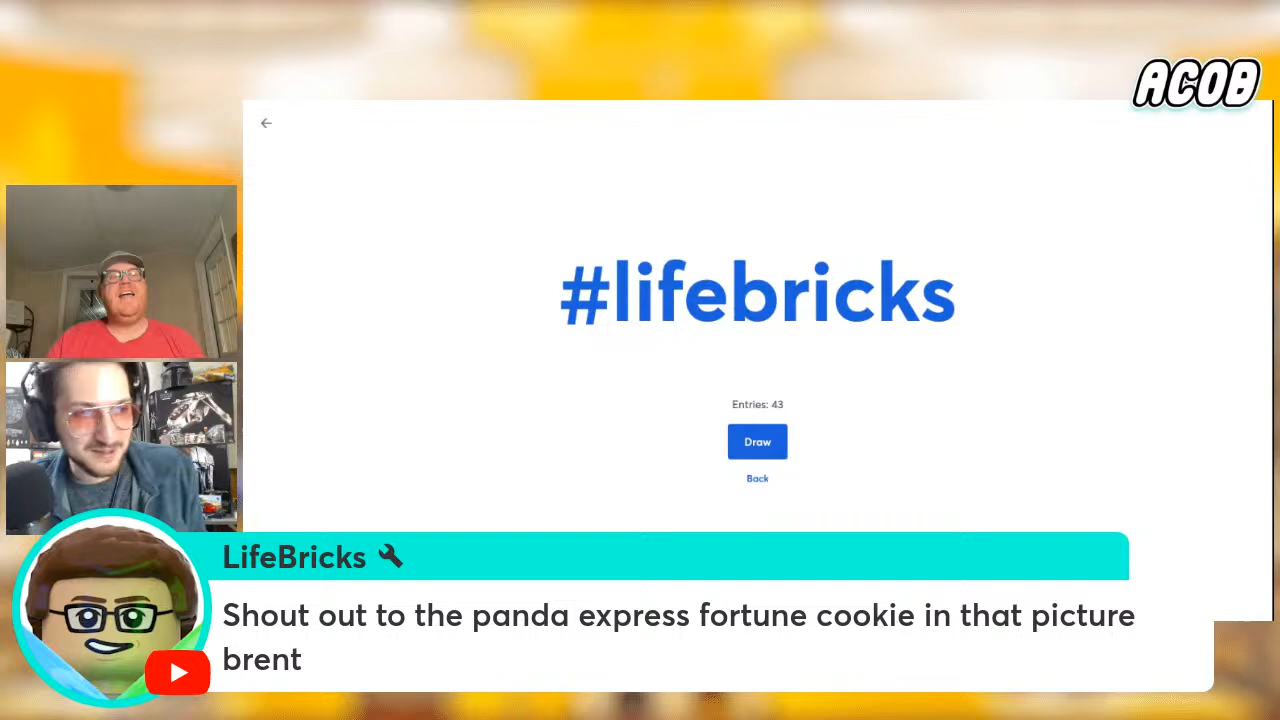 ACOB
←
#lifebricks
Entries: 43
Draw
Back
LifeBricks
Shout out to the panda express fortune cookie in that picture
brent